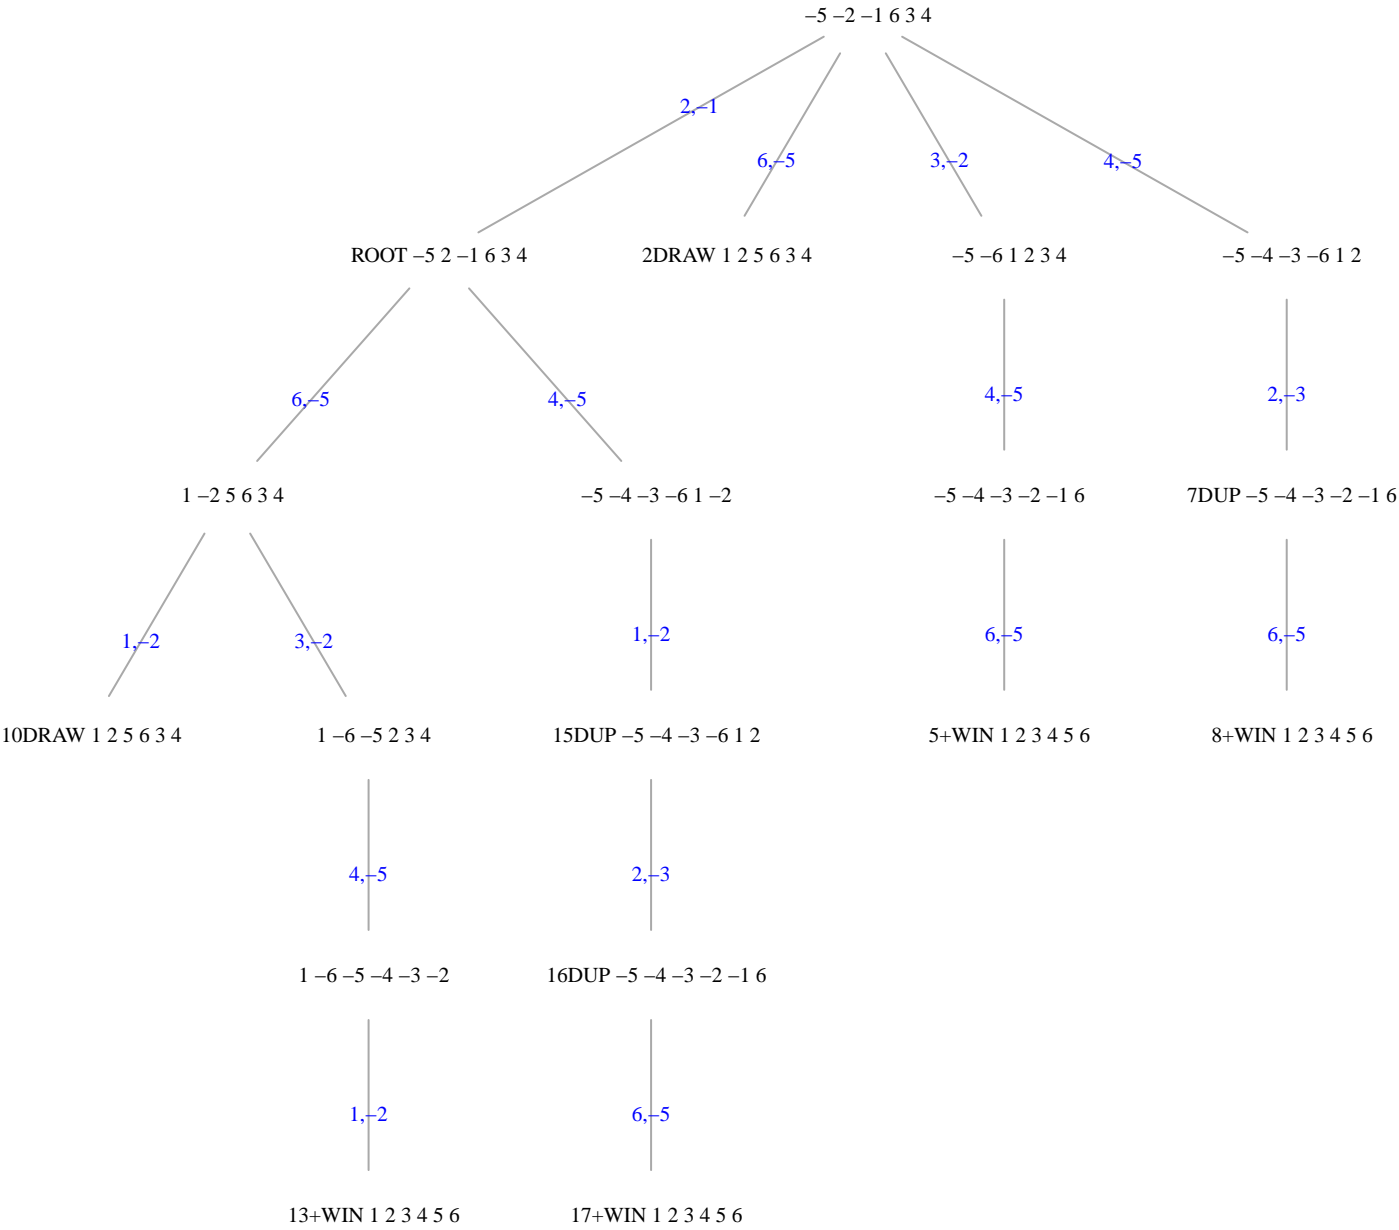 −5 −2 −1 6 3 4
2,−1
6,−5
3,−2
4,−5
ROOT −5 2 −1 6 3 4
2DRAW 1 2 5 6 3 4
−5 −6 1 2 3 4
−5 −4 −3 −6 1 2
6,−5
4,−5
4,−5
2,−3
1 −2 5 6 3 4
−5 −4 −3 −6 1 −2
−5 −4 −3 −2 −1 6
7DUP −5 −4 −3 −2 −1 6
1,−2
3,−2
1,−2
6,−5
6,−5
10DRAW 1 2 5 6 3 4
1 −6 −5 2 3 4
15DUP −5 −4 −3 −6 1 2
5+WIN 1 2 3 4 5 6
8+WIN 1 2 3 4 5 6
4,−5
2,−3
1 −6 −5 −4 −3 −2
16DUP −5 −4 −3 −2 −1 6
1,−2
6,−5
13+WIN 1 2 3 4 5 6
17+WIN 1 2 3 4 5 6